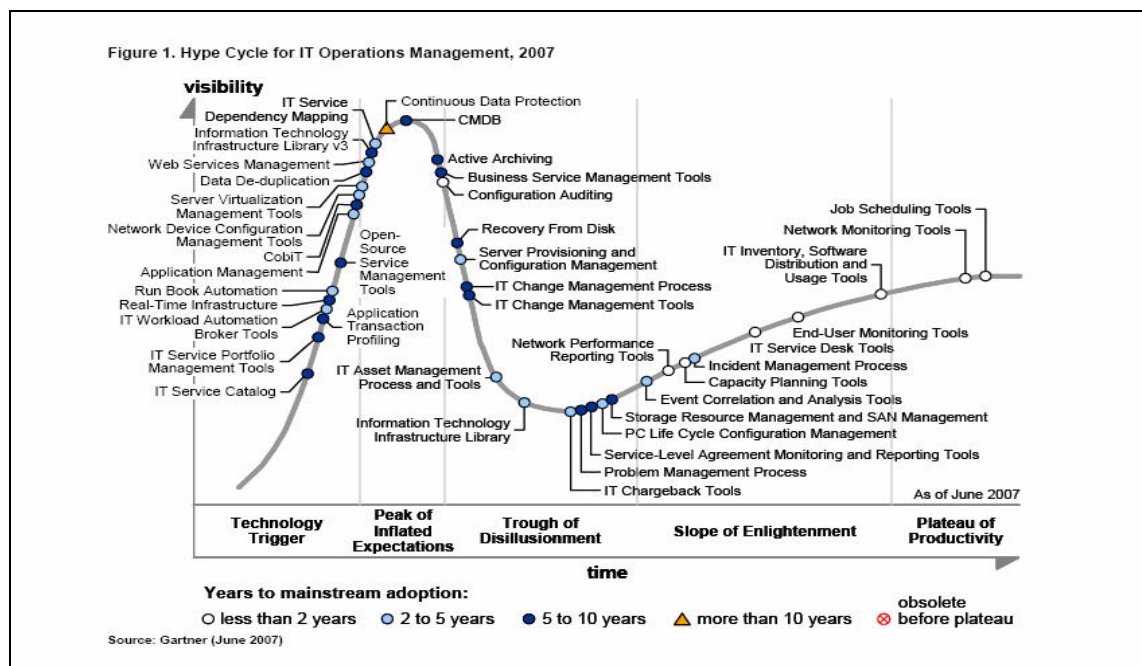 Figure 1. Hype Cycle for IT Operations Management, 2007
visibility
IT Service
Dependency Mapping
Continuous Data Protection
CMDB
Information Technology
Infrastructure Library v3
Web Services Management
Data De-duplication
Server Virtualization
Management Tools
Network Device Configuration
Management Tools
CobiT
Application Management
Open-
Source
Service
Management
Tools
Run Book Automation
Real-Time Infrastructure
IT Workload Automation
Broker Tools
Application
Transaction
Profiling
IT Service Portfolio
Management Tools
IT Service Catalog
Active Archiving
Business Service Management Tools
Configuration Auditing
Recovery From Disk
Server Provisioning and
Configuration Management
IT Change Management Process
IT Change Management Tools
IT Asset Management
Process and Tools
Information Technology
Infrastructure Library
Network Performance
Reporting Tools
Job Scheduling Tools
Network Monitoring Tools
IT Inventory, Software
Distribution and
Usage Tools
End-User Monitoring Tools
IT Service Desk Tools
Incident Management Process
Capacity Planning Tools
Event Correlation and Analysis Tools
Storage Resource Management and SAN Management
PC Life Cycle Configuration Management
Service-Level Agreement Monitoring and Reporting Tools
Problem Management Process
IT Chargeback Tools
As of June 2007
Technology
Trigger
Peak of
Inflated
Expectations
Trough of
Disillusionment
Slope of Enlightenment
Plateau of
Productivity
time
Years to mainstream adoption:
less than 2 years
2 to 5 years
5 to 10 years
more than 10 years
obsolete
before plateau
Source: Gartner (June 2007)